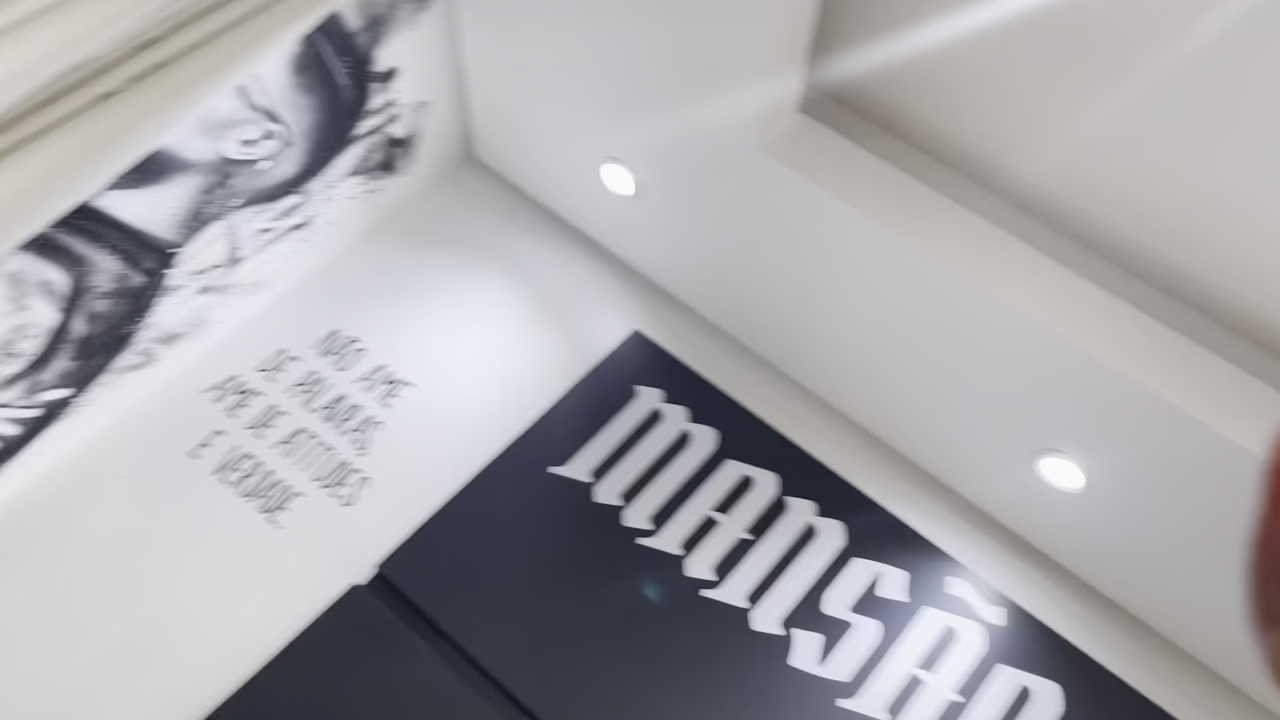 NÃO AME
DE PALAVRAS,
AME DE ATITUDES
E VERDADE.
MANSÃO